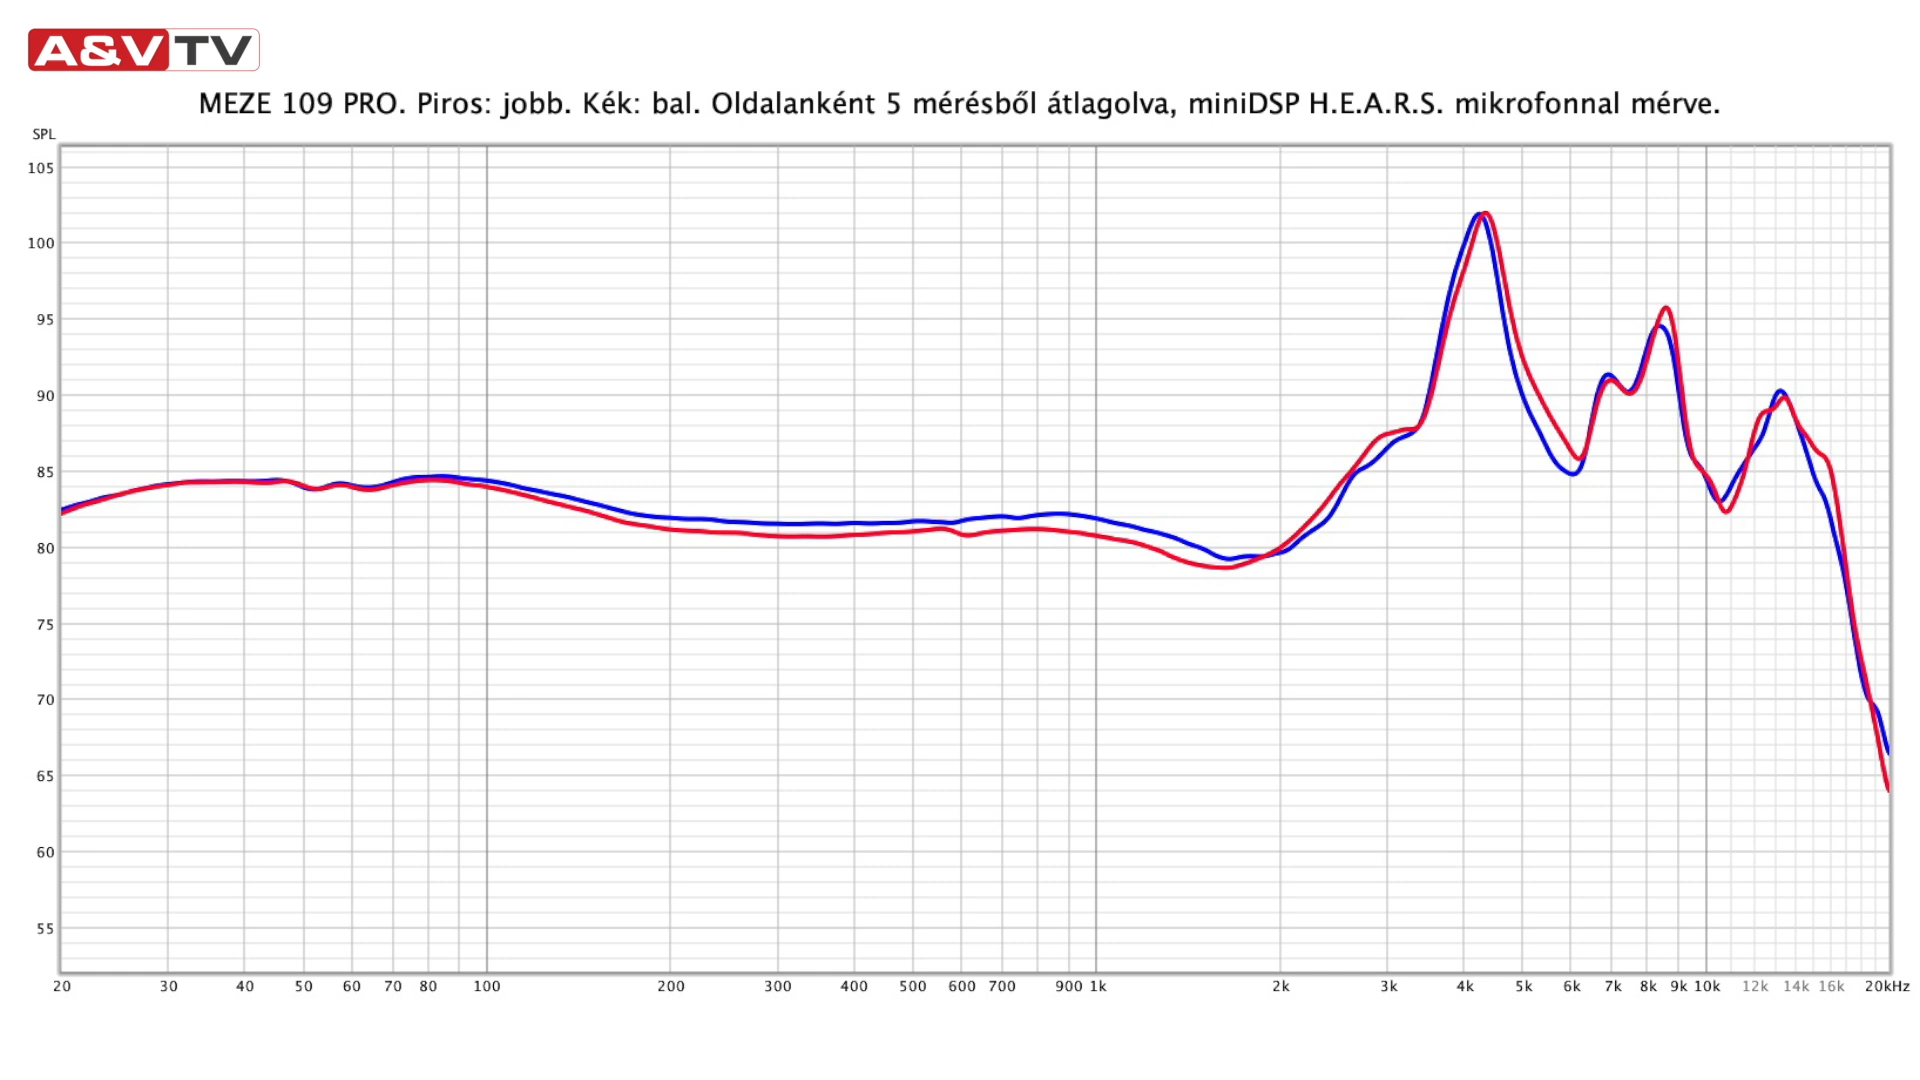 A&V TV
MEZE 109 PRO. Piros: jobb. Kék: bal. Oldalanként 5 mérésből átlagolva, miniDSP H.E.A.R.S. mikrofonnal mérve.
SPL
105
100
95
90
85
80
75
70
65
60
55
20 30 40 50 60 70 80 100 200 300 400 500 600 700 900 1k 2k 3k 4k 5k 6k 7k 8k 9k 10k 12k 14k 16k 20kHz